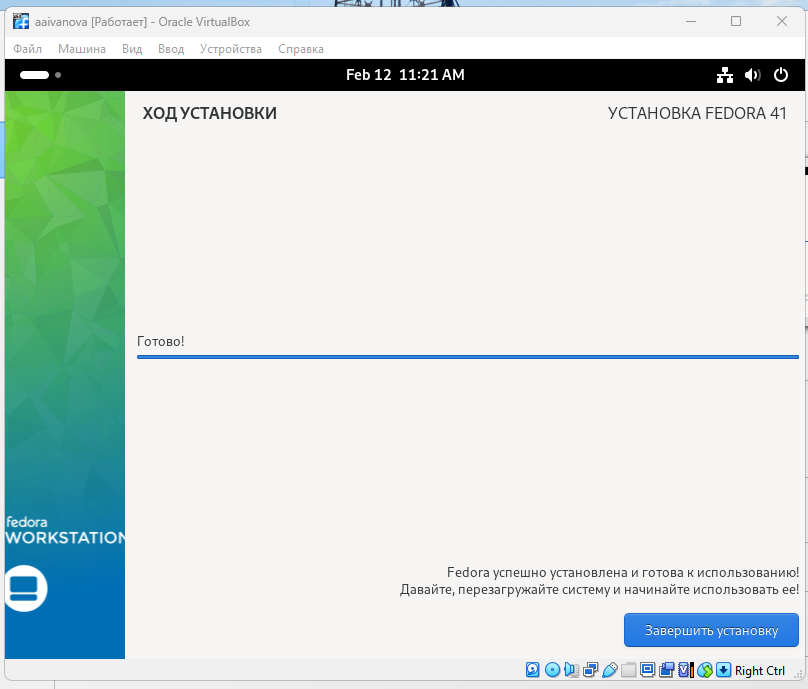 aaivanova [Работает] - Oracle VirtualBox
Файл Машина Вид Ввод Устройства Справка
Feb 12 11:21 AM
ХОД УСТАНОВКИ
УСТАНОВКА FEDORA 41
Готово!
fedora
WORKSTATION
Fedora успешно установлена и готова к использованию!
Давайте, перезагружайте систему и начинайте использовать ее!
Завершить установку
Right Ctrl